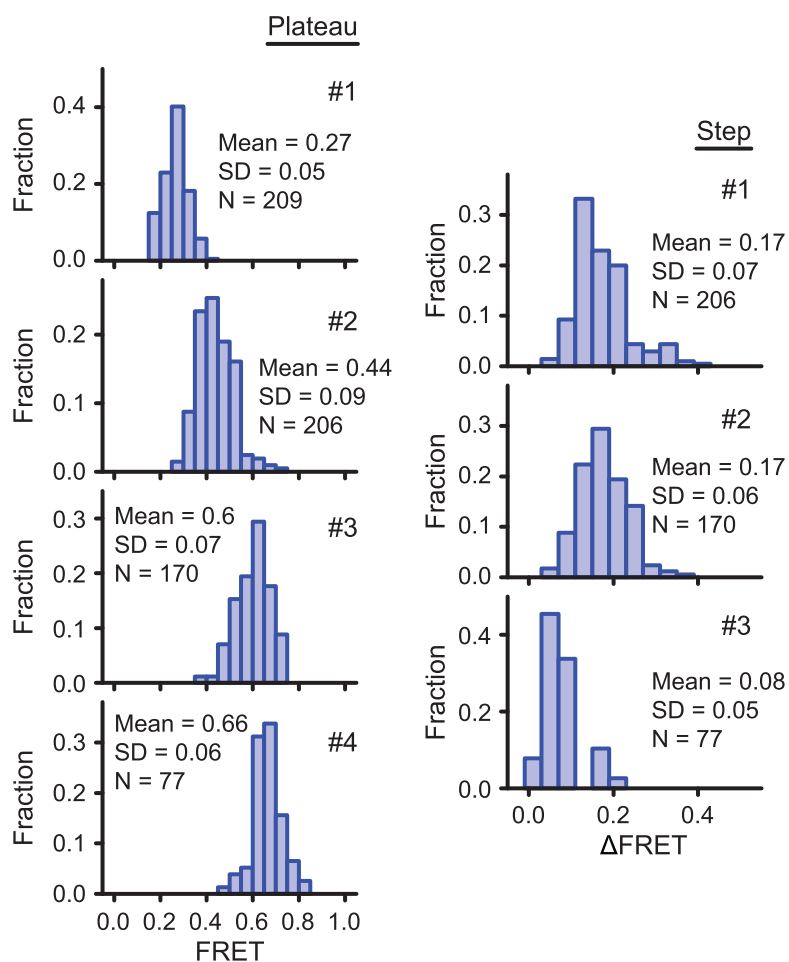 Plateau
#1
Mean = 0.27
SD = 0.05
N = 209
Fraction
0.4
0.2
0.0
#2
Mean = 0.44
SD = 0.09
N = 206
Fraction
0.2
0.1
0.0
#3
Mean = 0.6
SD = 0.07
N = 170
Fraction
0.3
0.2
0.1
0.0
#4
Mean = 0.66
SD = 0.06
N = 77
Fraction
0.3
0.2
0.1
0.0
0.0 0.2 0.4 0.6 0.8 1.0
FRET
Step
#1
Mean = 0.17
SD = 0.07
N = 206
Fraction
0.3
0.2
0.1
0.0
#2
Mean = 0.17
SD = 0.06
N = 170
Fraction
0.3
0.2
0.1
0.0
#3
Mean = 0.08
SD = 0.05
N = 77
Fraction
0.4
0.2
0.0
0.0 0.2 0.4
ΔFRET